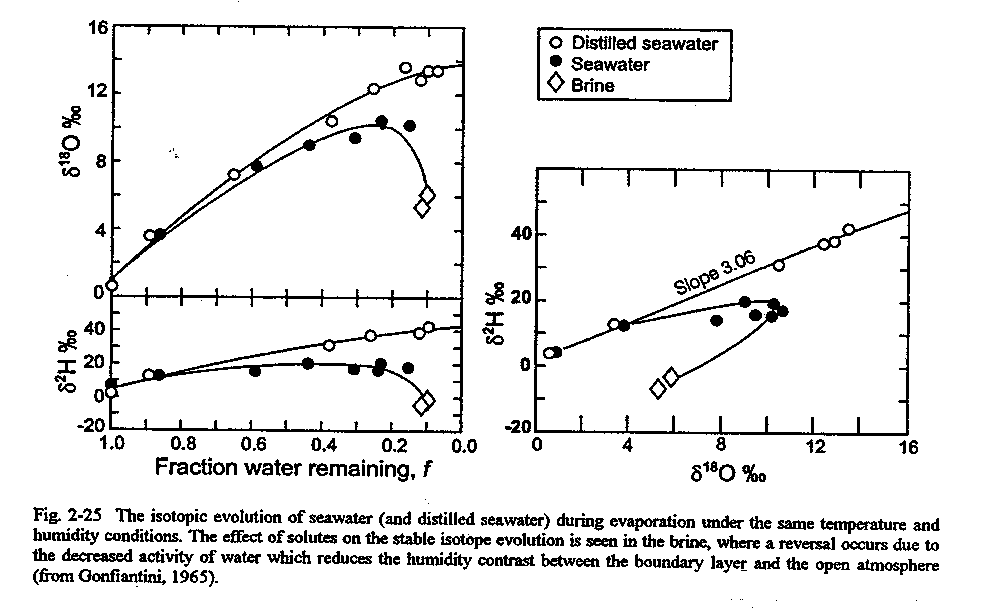 16
12
8
4
0
δ¹⁸O ‰
40
20
0
-20
δ²H ‰
1.0 0.8 0.6 0.4 0.2 0.0
Fraction water remaining, f
Distilled seawater
Seawater
Brine
40
20
0
-20
δ²H ‰
Slope 3.06
0 4 8 12 16
δ¹⁸O ‰
Fig. 2-25 The isotopic evolution of seawater (and distilled seawater) during evaporation under the same temperature and
humidity conditions. The effect of solutes on the stable isotope evolution is seen in the brine, where a reversal occurs due to
the decreased activity of water which reduces the humidity contrast between the boundary layer and the open atmosphere
(from Gonfiantini, 1965).